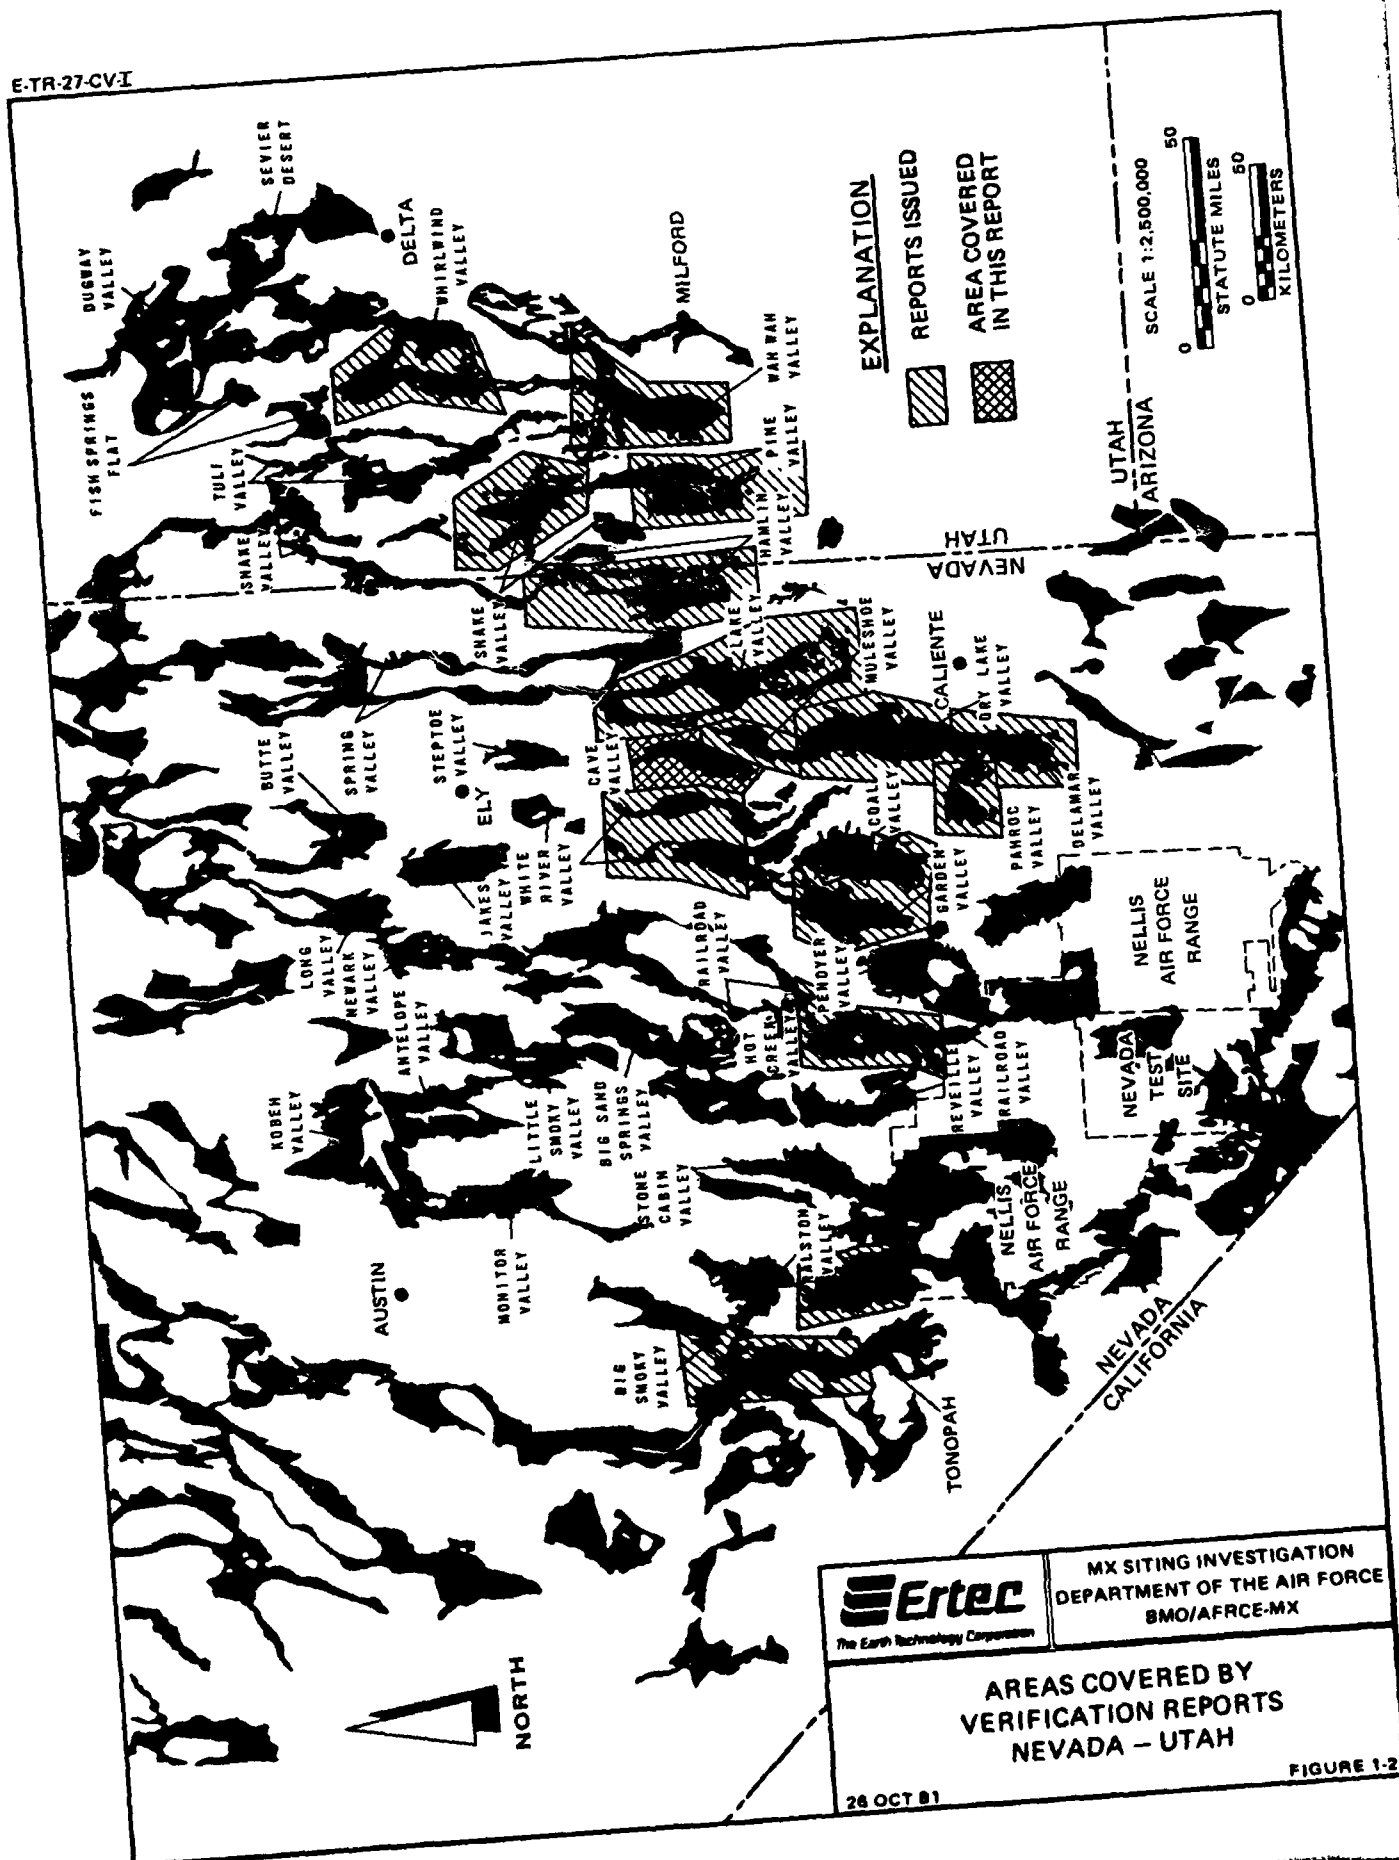 E-TR-27-CV-I
SEVIER
DESERT
DUGWAY
VALLEY
DELTA
WHIRLWIND
VALLEY
FISH SPRINGS
FLAT
MILFORD
WAH WAH
VALLEY
TULE
VALLEY
PINE
VALLEY
SNAKE
VALLEY
HAMLIN
VALLEY
SNAKE
VALLEY
LAKE
VALLEY
MULESHOE
VALLEY
CALIENTE
DRY LAKE
VALLEY
BUTTE
VALLEY
SPRING
VALLEY
STEPTOE
VALLEY
ELY
CAVE
VALLEY
COAL
VALLEY
PAHROC
VALLEY
DELAMAR
VALLEY
JAKES
VALLEY
WHITE
RIVER
VALLEY
GARDEN
VALLEY
LONG
VALLEY
NEWARK
VALLEY
ANTELOPE
VALLEY
RAILROAD
VALLEY
PENOYER
VALLEY
HOT
CREEK
VALLEY
REVEILLE
VALLEY
RAILROAD
VALLEY
KOBEH
VALLEY
LITTLE
SMOKY
VALLEY
BIG SAND
SPRINGS
VALLEY
STONE
CABIN
VALLEY
RALSTON
VALLEY
AUSTIN
MONITOR
VALLEY
BIG
SMOKY
VALLEY
TONOPAH
NELLIS
AIR FORCE
RANGE
NEVADA
TEST
SITE
NELLIS
AIR FORCE
RANGE
NEVADA
UTAH
UTAH
ARIZONA
NEVADA
CALIFORNIA
EXPLANATION
REPORTS ISSUED
AREA COVERED
IN THIS REPORT
SCALE 1:2,500,000
0 50
STATUTE MILES
0 50
KILOMETERS
NORTH
Ertec
The Earth Technology Corporation
MX SITING INVESTIGATION
DEPARTMENT OF THE AIR FORCE
BMO/AFRCE-MX
AREAS COVERED BY
VERIFICATION REPORTS
NEVADA – UTAH
26 OCT 81
FIGURE 1-2